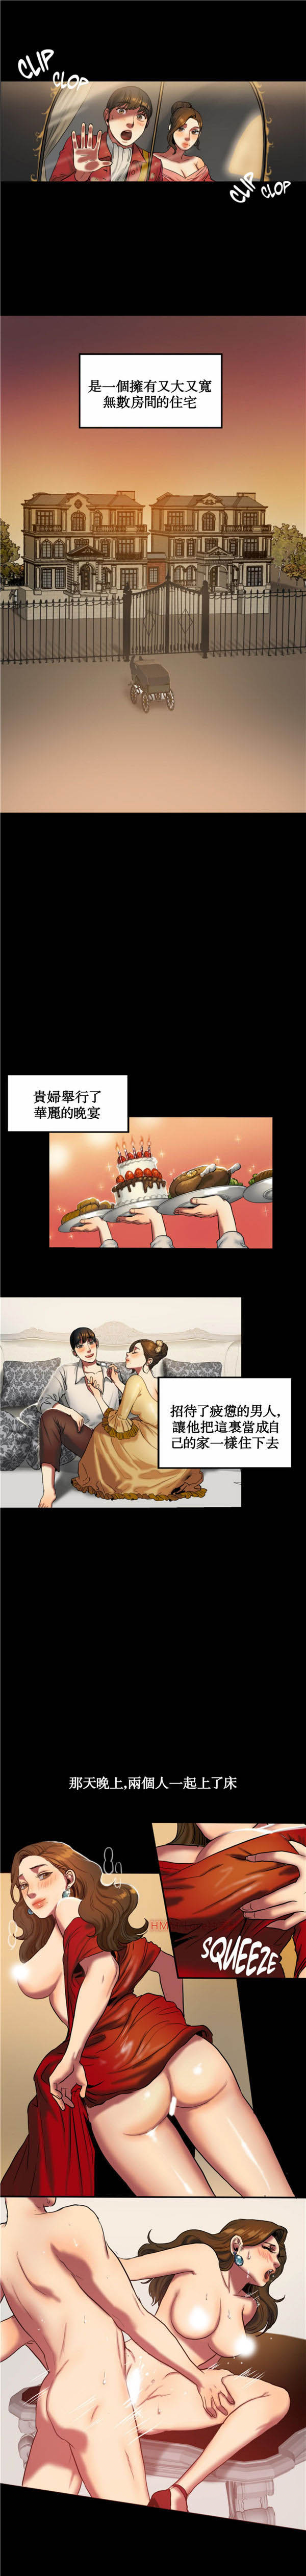 CLIP
CLOP
CLIP
CLOP
是一個擁有又大又寬
無數房間的住宅
貴婦舉行了
華麗的晚宴
招待了疲憊的男人,
讓他把這裏當成自
己的家一樣住下去
那天晚上,兩個人一起上了床
SQUEEZE